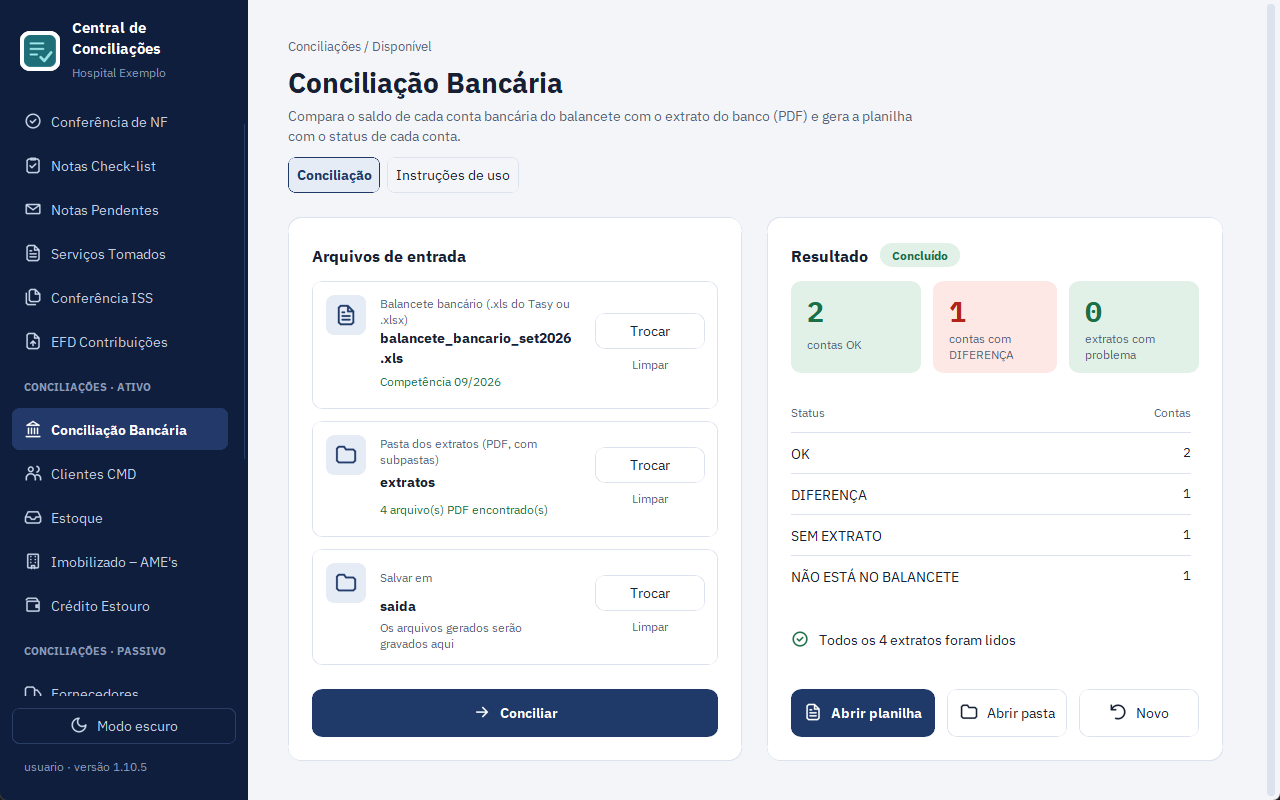 Central de
Conciliações
Hospital Exemplo
Conferência de NF
Notas Check-list
Notas Pendentes
Serviços Tomados
Conferência ISS
EFD Contribuições
CONCILIAÇÕES · ATIVO
Conciliação Bancária
Clientes CMD
Estoque
Imobilizado – AME's
Crédito Estouro
CONCILIAÇÕES · PASSIVO
Fornecedores
Modo escuro
usuario · versão 1.10.5
Conciliações / Disponível
Conciliação Bancária
Compara o saldo de cada conta bancária do balancete com o extrato do banco (PDF) e gera a planilha
com o status de cada conta.
Conciliação
Instruções de uso
Arquivos de entrada
Balancete bancário (.xls do Tasy ou
.xlsx)
balancete_bancario_set2026
.xls
Competência 09/2026
Trocar
Limpar
Pasta dos extratos (PDF, com
subpastas)
extratos
4 arquivo(s) PDF encontrado(s)
Trocar
Limpar
Salvar em
saida
Os arquivos gerados serão
gravados aqui
Trocar
Limpar
Conciliar
Resultado
Concluído
2
contas OK
1
contas com
DIFERENÇA
0
extratos com
problema
Status Contas
OK 2
DIFERENÇA 1
SEM EXTRATO 1
NÃO ESTÁ NO BALANCETE 1
Todos os 4 extratos foram lidos
Abrir planilha
Abrir pasta
Novo